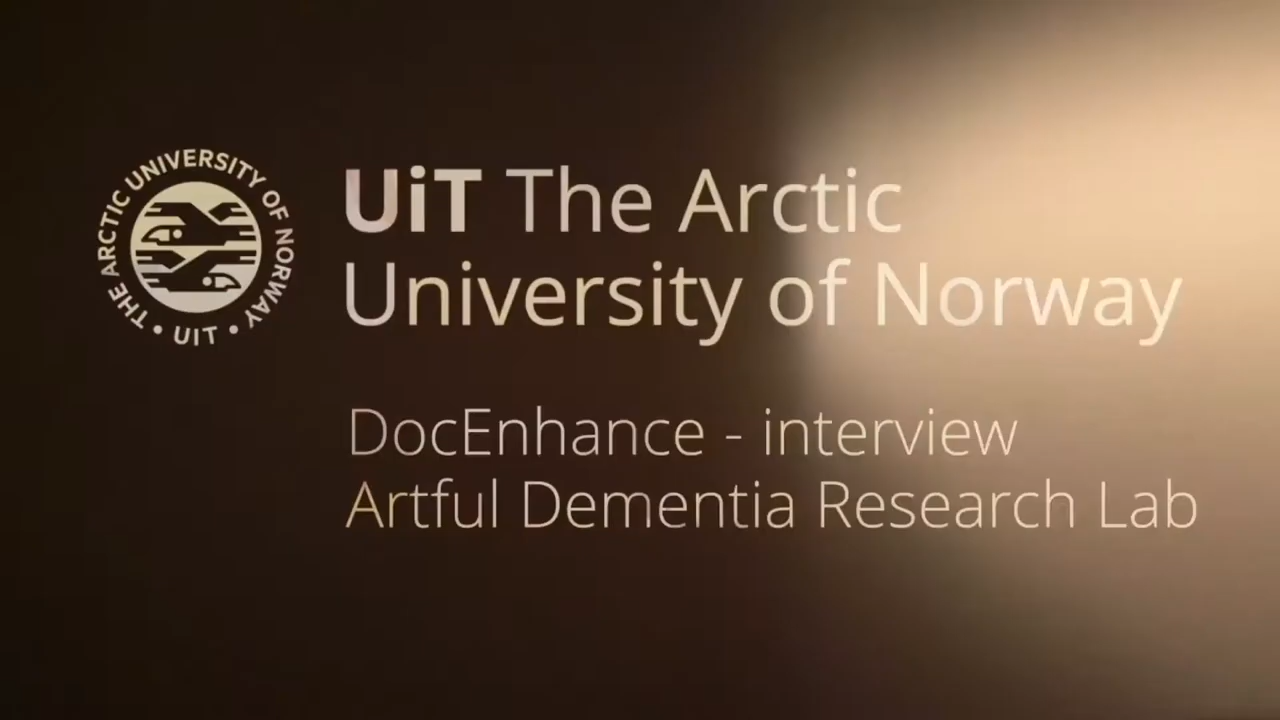 THE ARCTIC UNIVERSITY OF NORWAY • UIT •
UiT The Arctic
University of Norway
DocEnhance - interview
Artful Dementia Research Lab